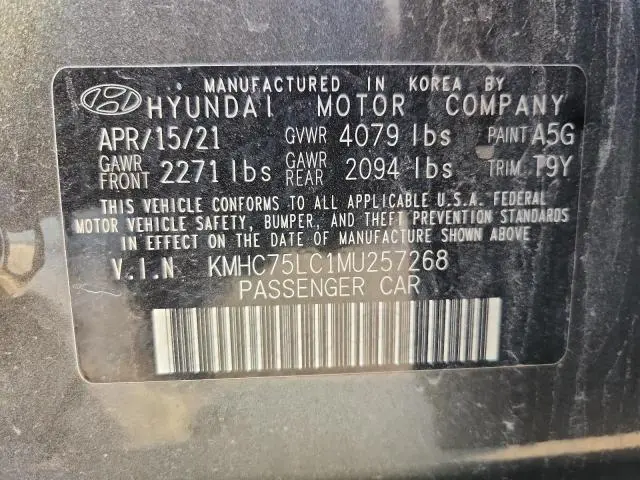 MANUFACTURED IN KOREA BY
HYUNDAI MOTOR COMPANY
APR/15/21 GVWR 4079 lbs PAINT A5G
GAWR FRONT 2271 lbs GAWR REAR 2094 lbs TRIM T9Y
THIS VEHICLE CONFORMS TO ALL APPLICABLE U.S.A. FEDERAL
MOTOR VEHICLE SAFETY, BUMPER, AND THEFT PREVENTION STANDARDS
IN EFFECT ON THE DATE OF MANUFACTURE SHOWN ABOVE.
V.I.N KMHC75LC1MU257268
PASSENGER CAR